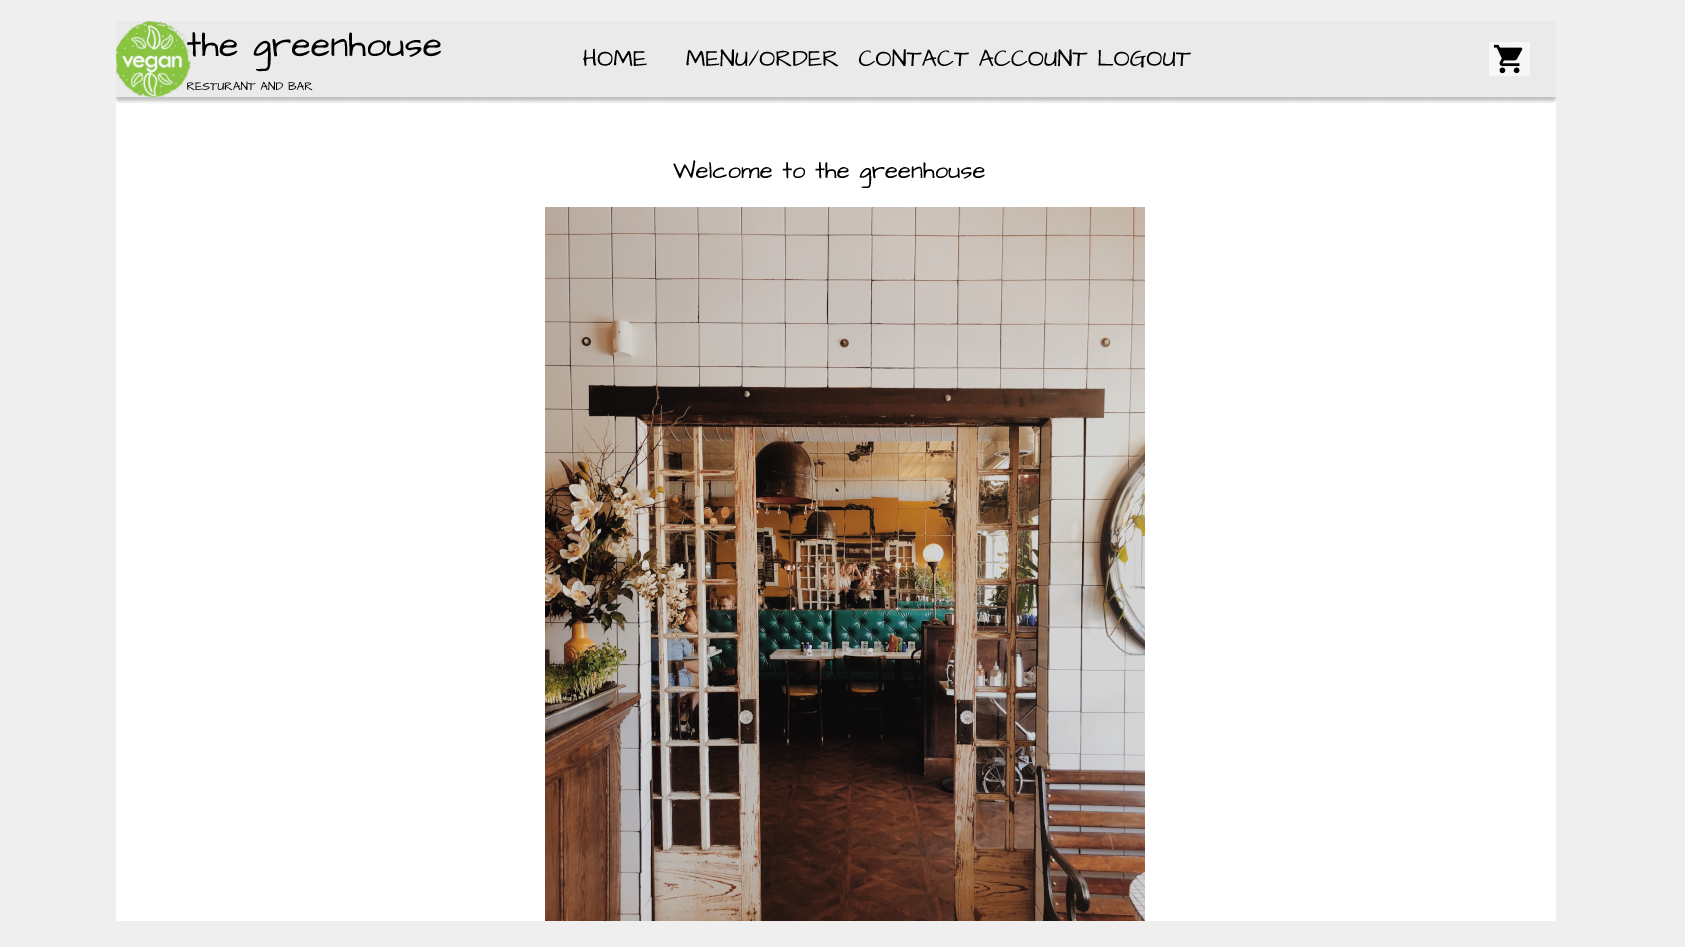 vegan
the greenhouse
RESTURANT AND BAR
HOME MENU/ORDER CONTACT ACCOUNT LOGOUT
Welcome to the greenhouse